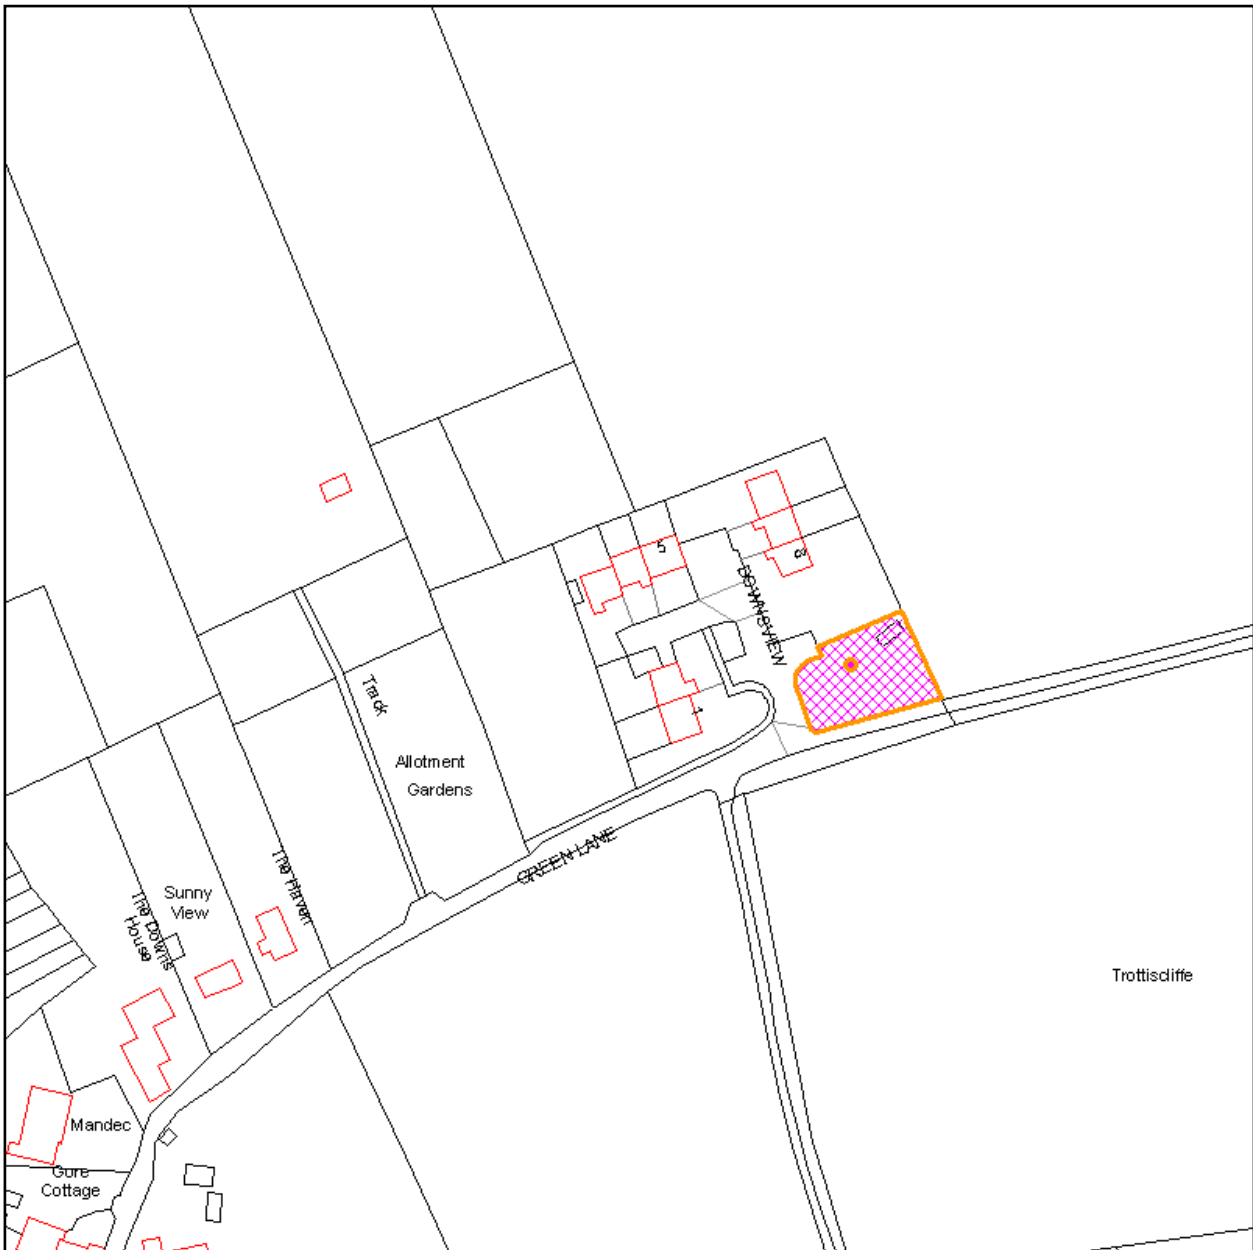 5
8
DOWNSVIEW
Track
1
Allotment
Gardens
GREEN LANE
The Haven
Sunny
View
The Downs
House
Trottiscliffe
Mandec
Gore
Cottage